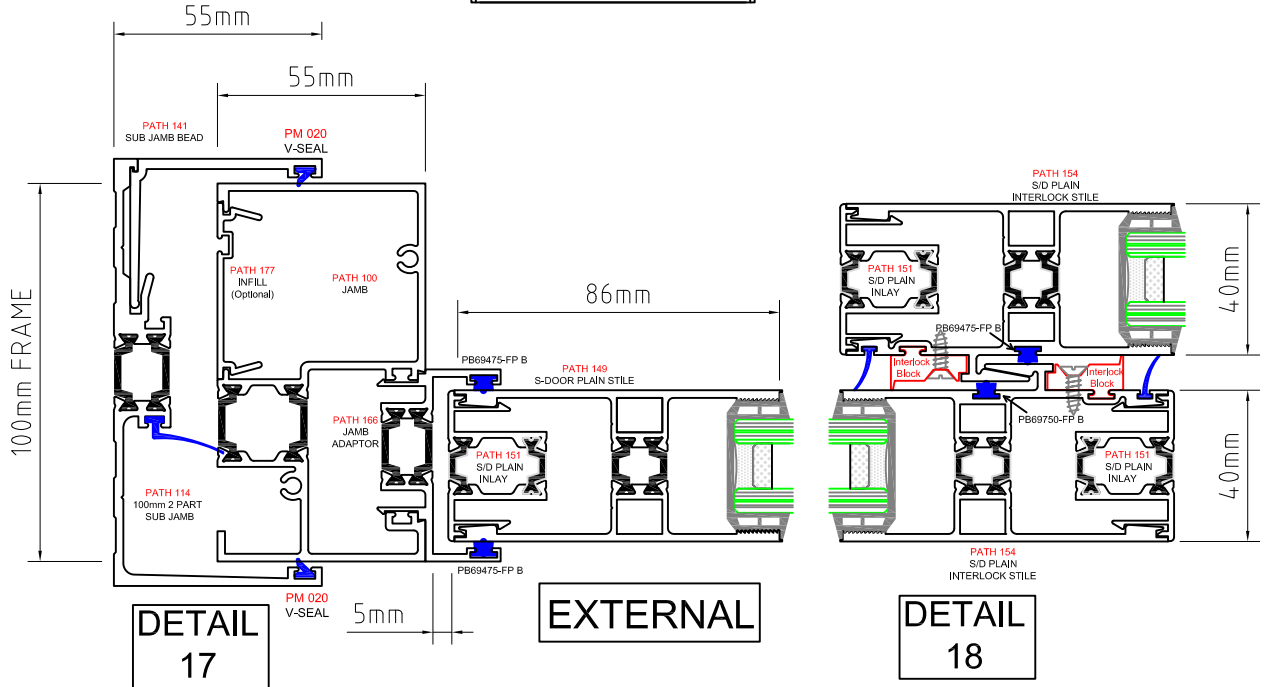 55mm
55mm
PATH 141
SUB JAMB BEAD
PM 020
V-SEAL
100mm FRAME
PATH 177
INFILL
(Optional)
PATH 100
JAMB
86mm
PB69475-FP B
PATH 149
S-DOOR PLAIN STILE
PATH 166
JAMB
ADAPTOR
PATH 151
S/D PLAIN
INLAY
PATH 114
100mm 2 PART
SUB JAMB
PB69475-FP B
PM 020
V-SEAL
5mm
DETAIL
17
EXTERNAL
PATH 154
S/D PLAIN
INTERLOCK STILE
PATH 151
S/D PLAIN
INLAY
40mm
PB69475-FP B
Interlock
Block
Interlock
Block
PB69750-FP B
PATH 151
S/D PLAIN
INLAY
40mm
PATH 154
S/D PLAIN
INTERLOCK STILE
DETAIL
18